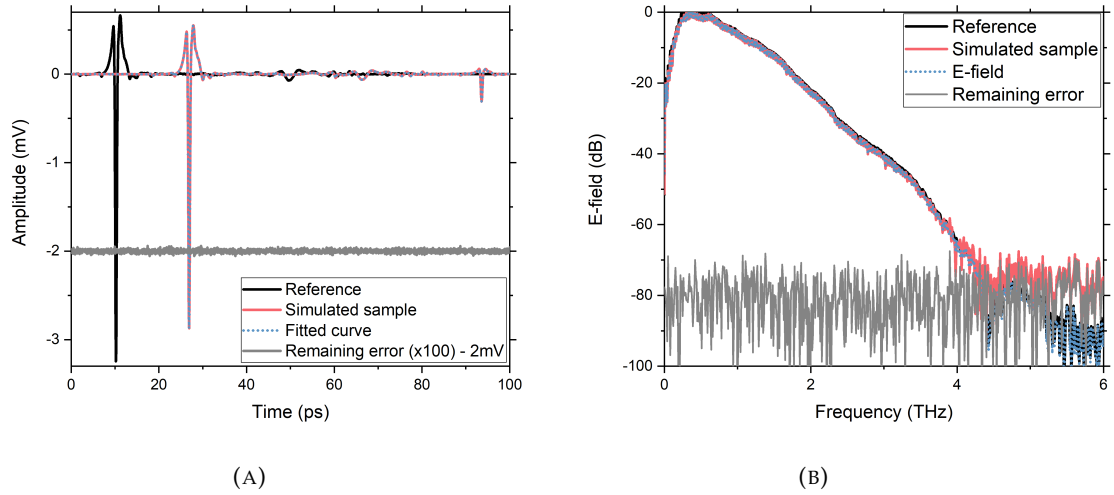 0
-1
-2
-3
Amplitude (mV)
0 20 40 60 80 100
Time (ps)
Reference
Simulated sample
Fitted curve
Remaining error (x100) - 2mV
(A)
0
-20
-40
-60
-80
-100
E-field (dB)
0 2 4 6
Frequency (THz)
Reference
Simulated sample
E-field
Remaining error
(B)